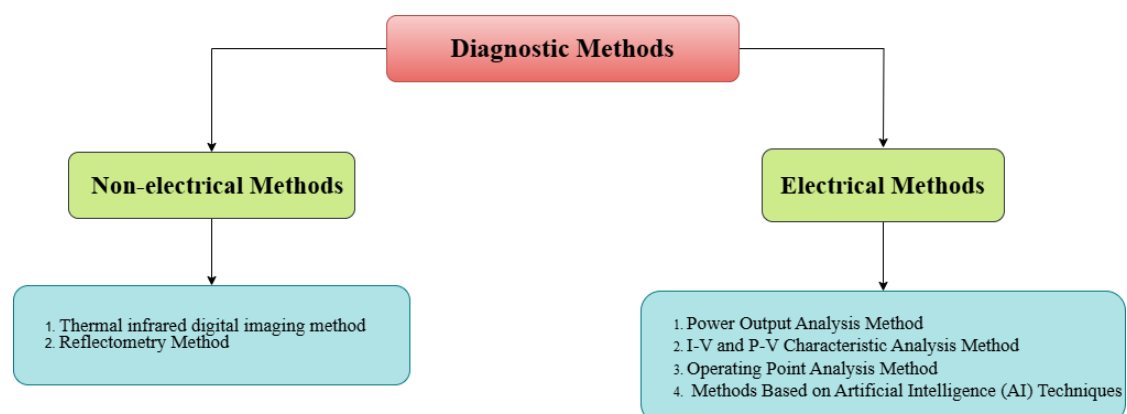 Diagnostic Methods
Non-electrical Methods
Electrical Methods
1. Thermal infrared digital imaging method
2. Reflectometry Method
1. Power Output Analysis Method
2. I-V and P-V Characteristic Analysis Method
3. Operating Point Analysis Method
4. Methods Based on Artificial Intelligence (AI) Techniques